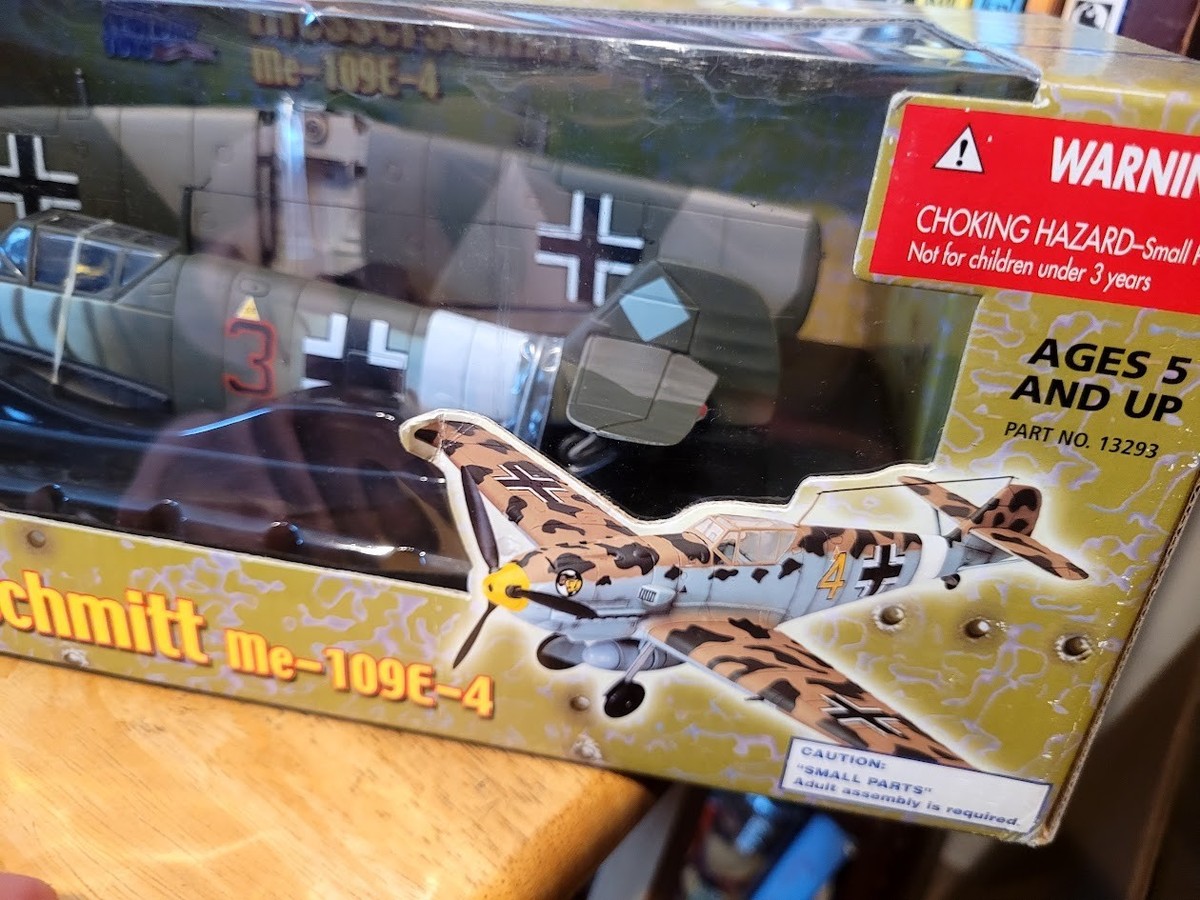 Me-109E-4
WARNIN
CHOKING HAZARD–Small
Not for children under 3 years
AGES 5
AND UP
PART NO. 13293
3
4
chmitt Me-109E-4
CAUTION:
"SMALL PARTS"
Adult assembly is required.